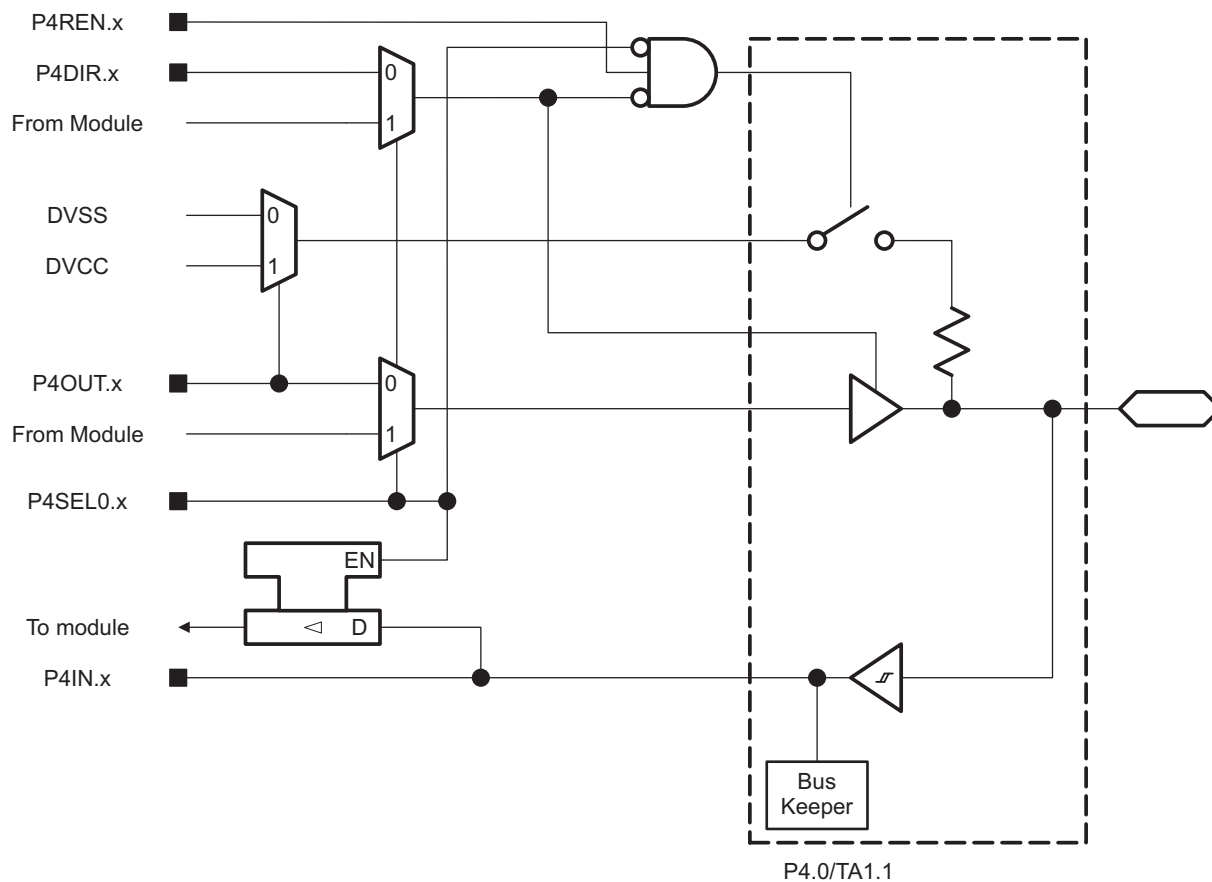 P4REN.x
P4DIR.x
0
From Module
1
DVSS
0
DVCC
1
P4OUT.x
0
From Module
1
P4SEL0.x
EN
To module
D
P4IN.x
Bus
Keeper
P4.0/TA1.1